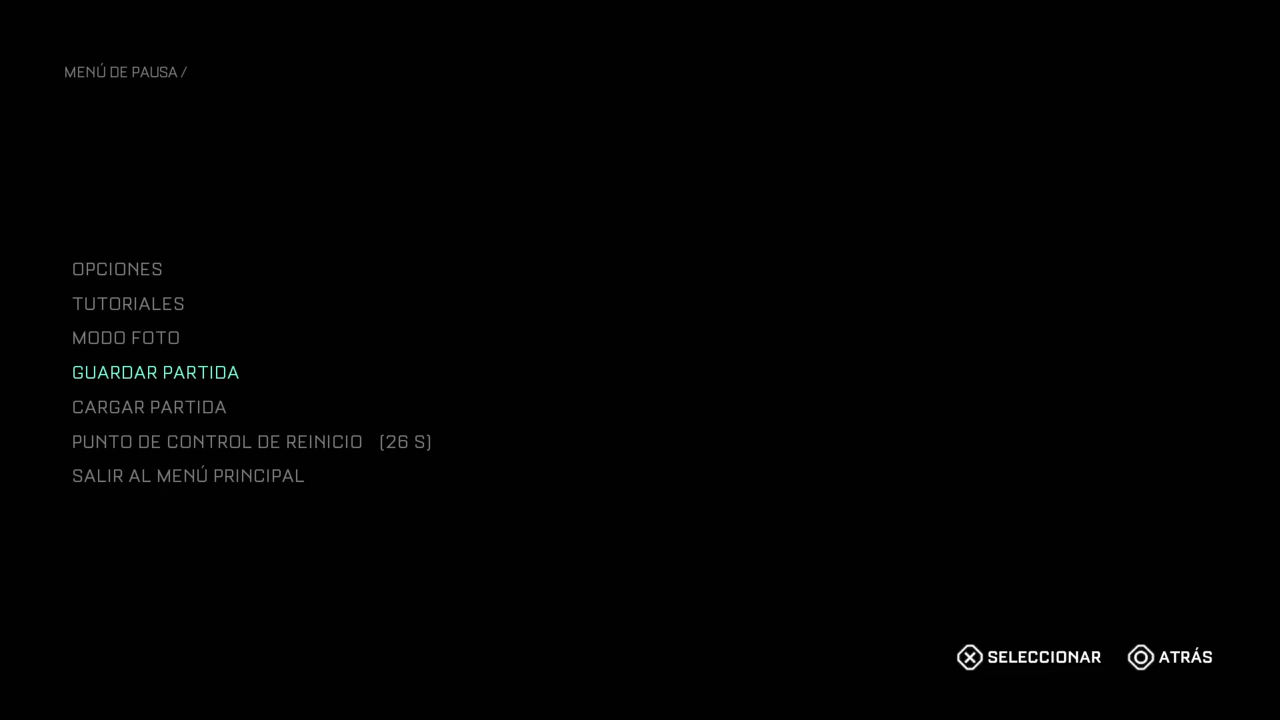 MENÚ DE PAUSA /
OPCIONES
TUTORIALES
MODO FOTO
GUARDAR PARTIDA
CARGAR PARTIDA
PUNTO DE CONTROL DE REINICIO (26 S)
SALIR AL MENÚ PRINCIPAL
SELECCIONAR ATRÁS